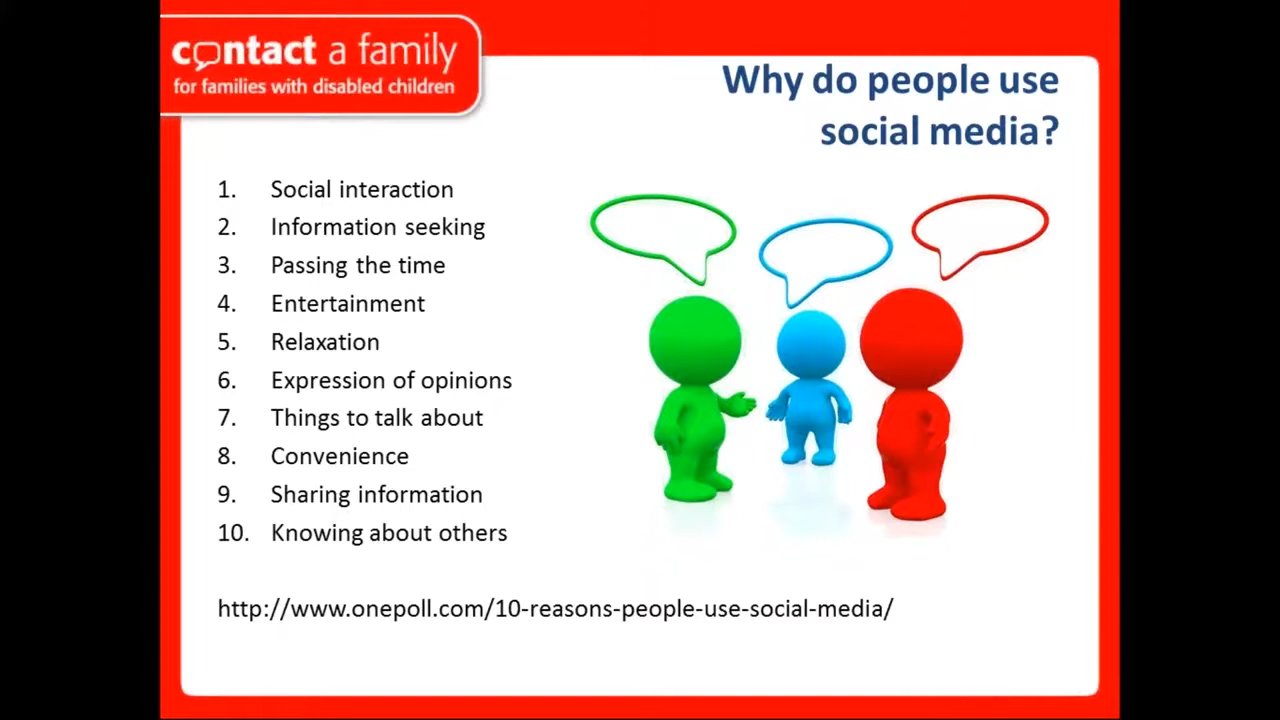 contact a family
for families with disabled children
Why do people use
social media?
1. Social interaction
2. Information seeking
3. Passing the time
4. Entertainment
5. Relaxation
6. Expression of opinions
7. Things to talk about
8. Convenience
9. Sharing information
10. Knowing about others
http://www.onepoll.com/10-reasons-people-use-social-media/